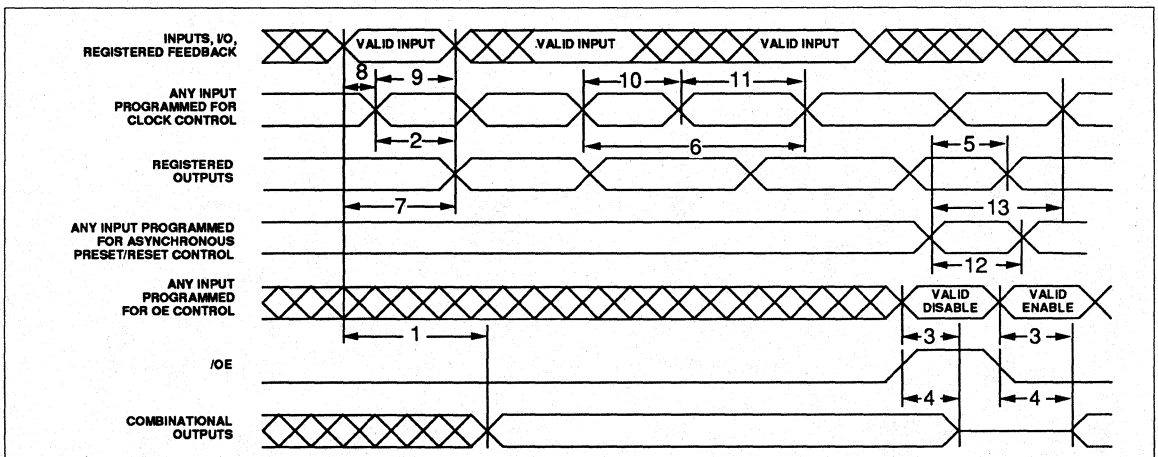 INPUTS, I/O,
REGISTERED FEEDBACK
VALID INPUT
VALID INPUT
VALID INPUT
8
9
10
11
ANY INPUT
PROGRAMMED FOR
CLOCK CONTROL
2
6
5
REGISTERED
OUTPUTS
7
13
ANY INPUT PROGRAMMED
FOR ASYNCHRONOUS
PRESET/RESET CONTROL
12
ANY INPUT
PROGRAMMED
FOR OE CONTROL
VALID
DISABLE
VALID
ENABLE
1
3
3
/OE
4
4
COMBINATIONAL
OUTPUTS